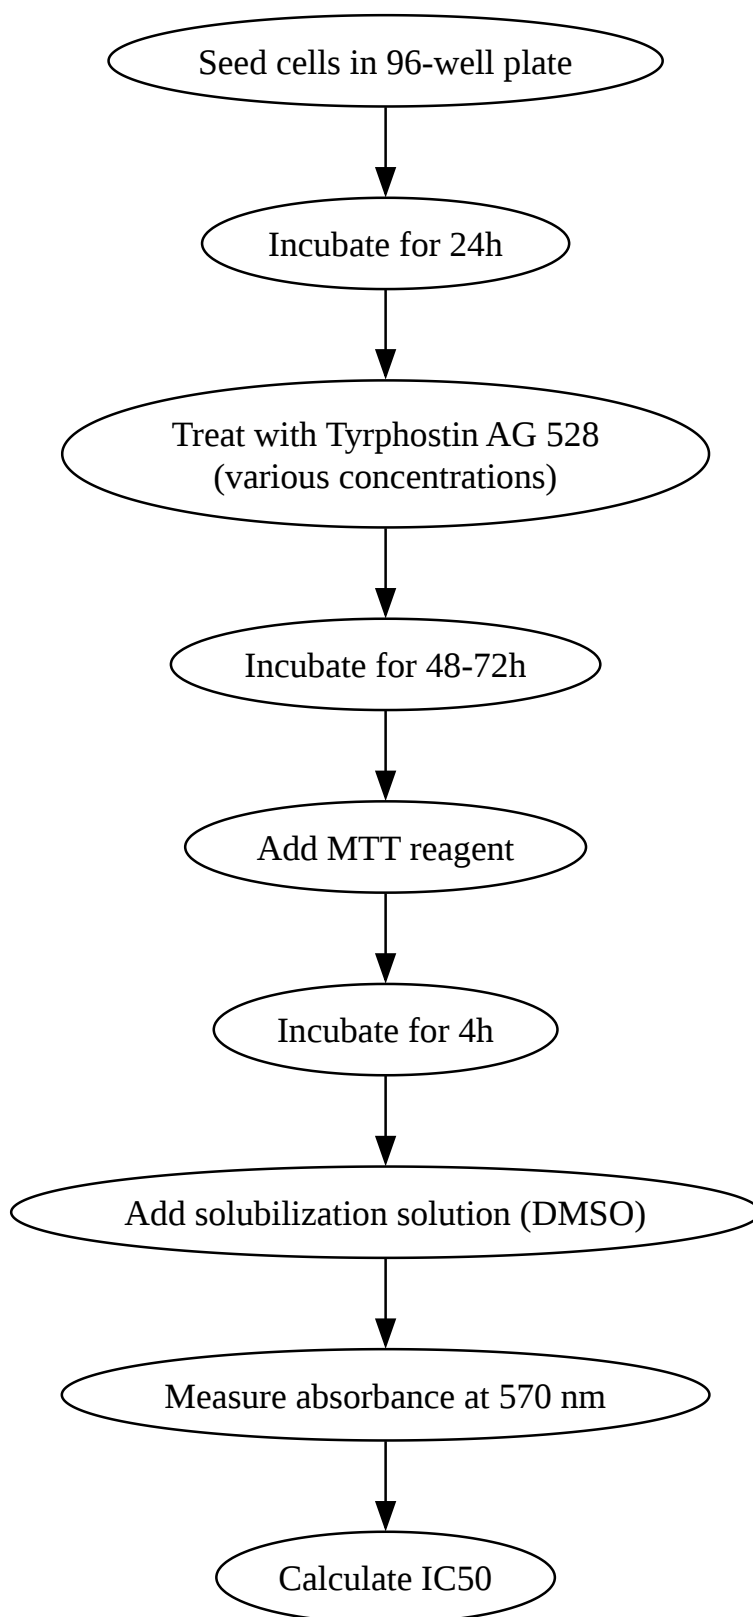 Seed cells in 96-well plate
Incubate for 24h
Treat with Tyrphostin AG 528
(various concentrations)
Incubate for 48-72h
Add MTT reagent
Incubate for 4h
Add solubilization solution (DMSO)
Measure absorbance at 570 nm
Calculate IC50